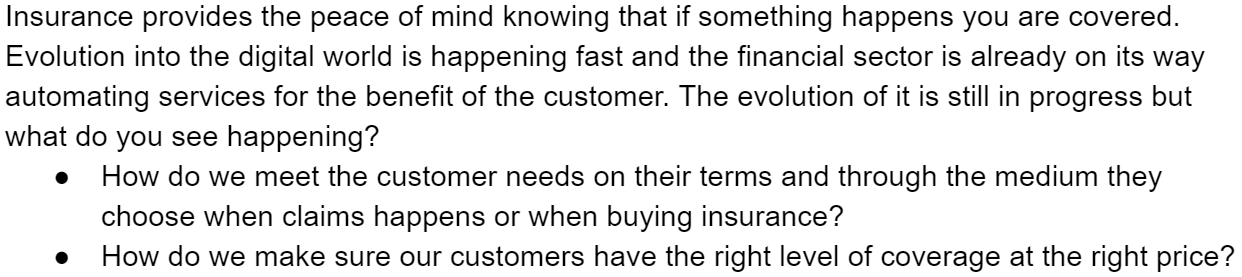 Insurance provides the peace of mind knowing that if something happens you are covered.
Evolution into the digital world is happening fast and the financial sector is already on its way
automating services for the benefit of the customer. The evolution of it is still in progress but
what do you see happening?
● How do we meet the customer needs on their terms and through the medium they
choose when claims happens or when buying insurance?
● How do we make sure our customers have the right level of coverage at the right price?